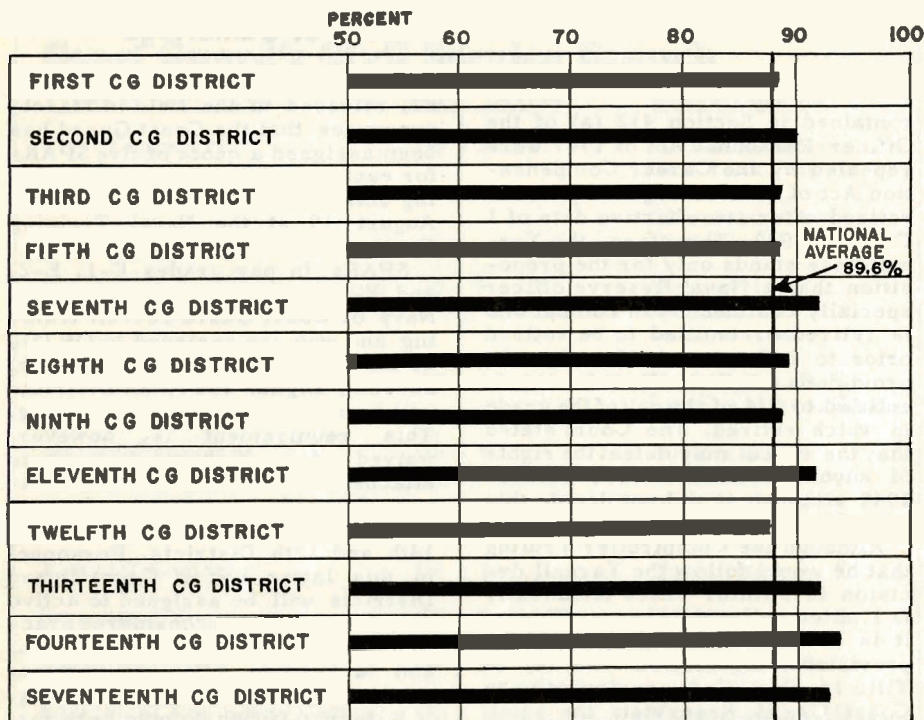 PERCENT
50 60 70 80 90 100
FIRST CG DISTRICT
SECOND CG DISTRICT
THIRD CG DISTRICT
FIFTH CG DISTRICT
NATIONAL
AVERAGE
89.6%
SEVENTH CG DISTRICT
EIGHTH CG DISTRICT
NINTH CG DISTRICT
ELEVENTH CG DISTRICT
TWELFTH CG DISTRICT
THIRTEENTH CG DISTRICT
FOURTEENTH CG DISTRICT
SEVENTEENTH CG DISTRICT